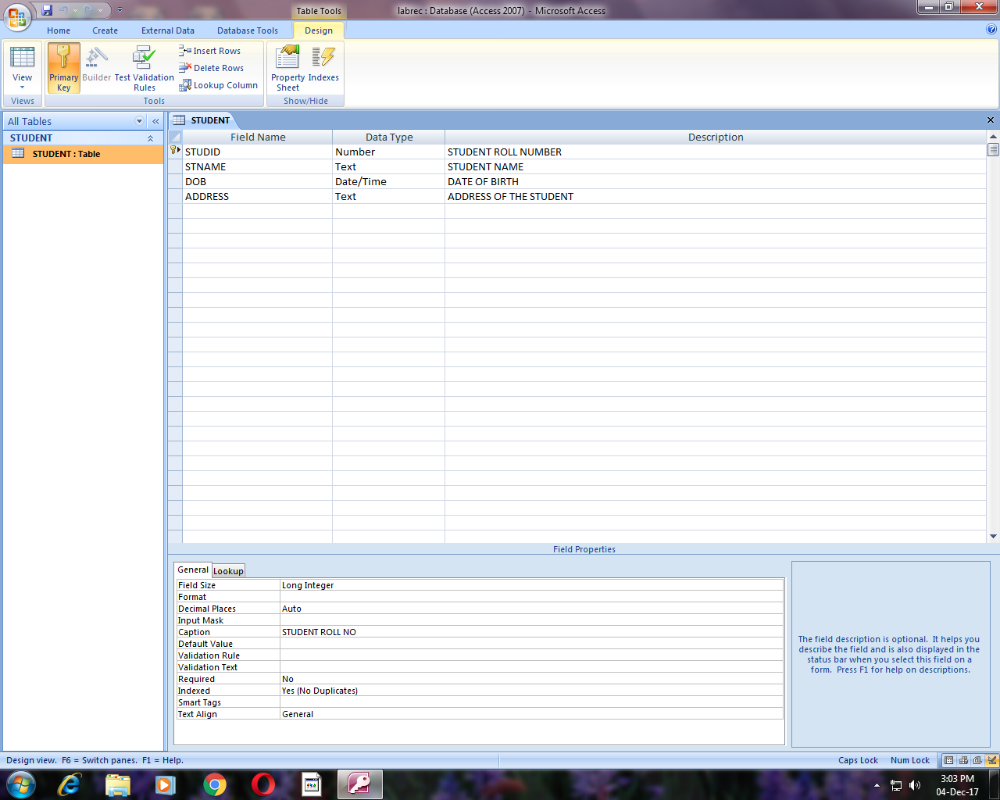 Table Tools
labrec : Database (Access 2007) - Microsoft Access
Home Create External Data Database Tools Design
View
Primary Key
Builder
Test Validation Rules
Insert Rows
Delete Rows
Lookup Column
Property Sheet
Indexes
Views Tools Show/Hide
All Tables
STUDENT
STUDENT : Table
STUDENT
Field Name Data Type Description
STUDID Number STUDENT ROLL NUMBER
STNAME Text STUDENT NAME
DOB Date/Time DATE OF BIRTH
ADDRESS Text ADDRESS OF THE STUDENT
Field Properties
General Lookup
Field Size Long Integer
Format
Decimal Places Auto
Input Mask
Caption STUDENT ROLL NO
Default Value
Validation Rule
Validation Text
Required No
Indexed Yes (No Duplicates)
Smart Tags
Text Align General
The field description is optional. It helps you
describe the field and is also displayed in the
status bar when you select this field on a
form. Press F1 for help on descriptions.
Design view. F6 = Switch panes. F1 = Help. Caps Lock Num Lock
3:03 PM
04-Dec-17